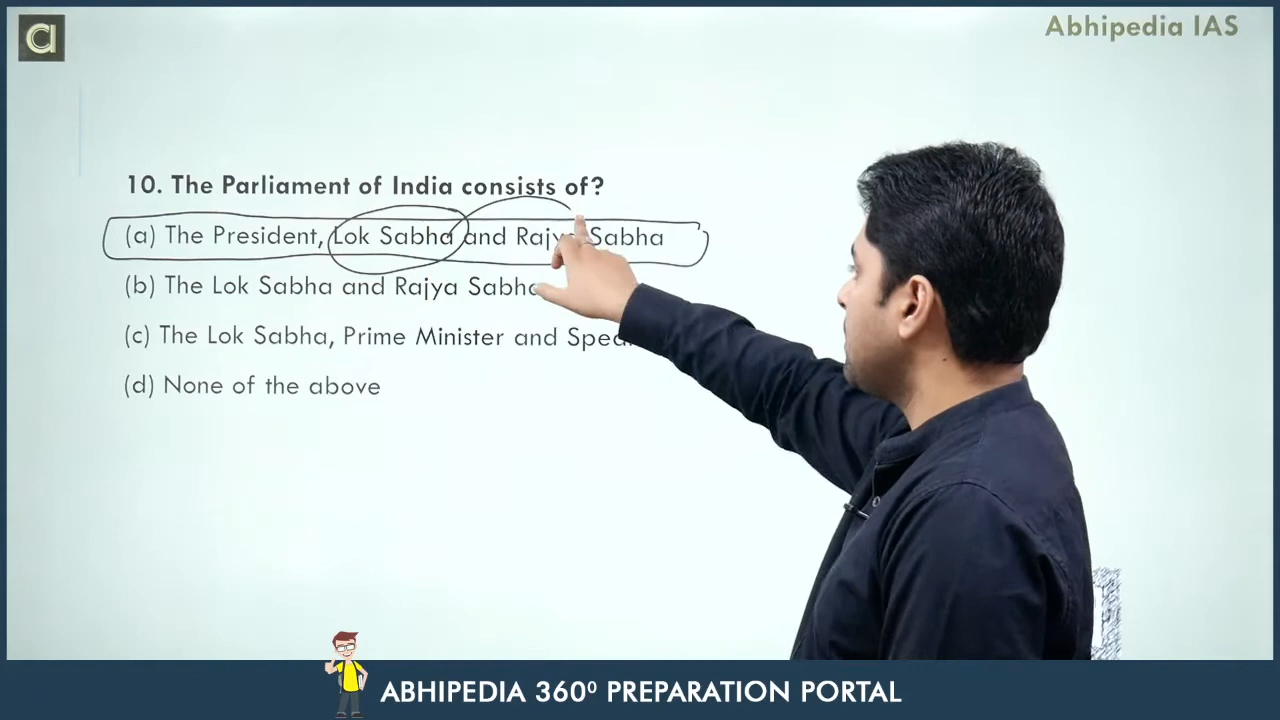 Abhipedia IAS
10. The Parliament of India consists of?
(a) The President, Lok Sabha and Rajya Sabha
(b) The Lok Sabha and Rajya Sabha
(c) The Lok Sabha, Prime Minister and
(d) None of the above
ABHIPEDIA 360⁰ PREPARATION PORTAL